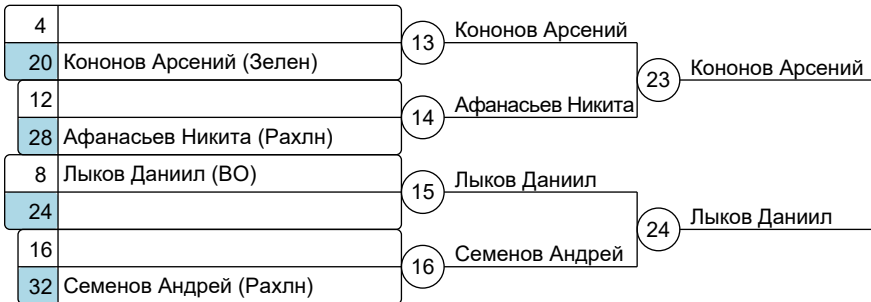 4
20 Кононов Арсений (Зелен)
12
28 Афанасьев Никита (Рахлн)
8 Лыков Даниил (ВО)
24
16
32 Семенов Андрей (Рахлн)
13 Кононов Арсений
14 Афанасьев Никита
15 Лыков Даниил
16 Семенов Андрей
23 Кононов Арсений
24 Лыков Даниил